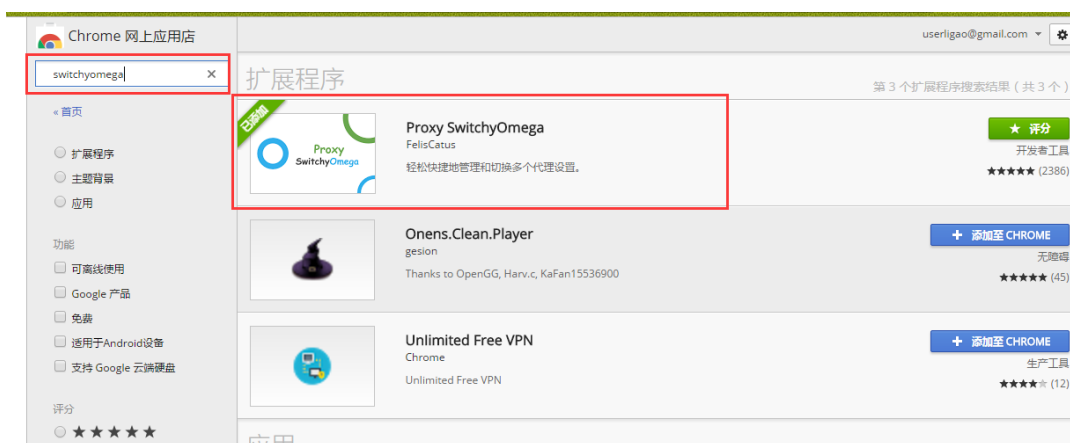 Chrome 网上应用店
userligao@gmail.com
switchyomega
×
扩展程序
第 3 个扩展程序搜索结果（共 3 个）
«首页
扩展程序
主题背景
应用
功能
可离线使用
Google 产品
免费
适用于Android设备
支持 Google 云端硬盘
评分
★★★★★
已添加
Proxy
SwitchyOmega
Proxy SwitchyOmega
FelisCatus
轻松快捷地管理和切换多个代理设置。
★ 评分
开发者工具
★★★★★ (2386)
Onens.Clean.Player
gesion
Thanks to OpenGG, Harv.c, KaFan15536900
+ 添加至 CHROME
无障碍
★★★★★ (45)
Unlimited Free VPN
Chrome
Unlimited Free VPN
+ 添加至 CHROME
生产工具
★★★★☆ (12)
应用